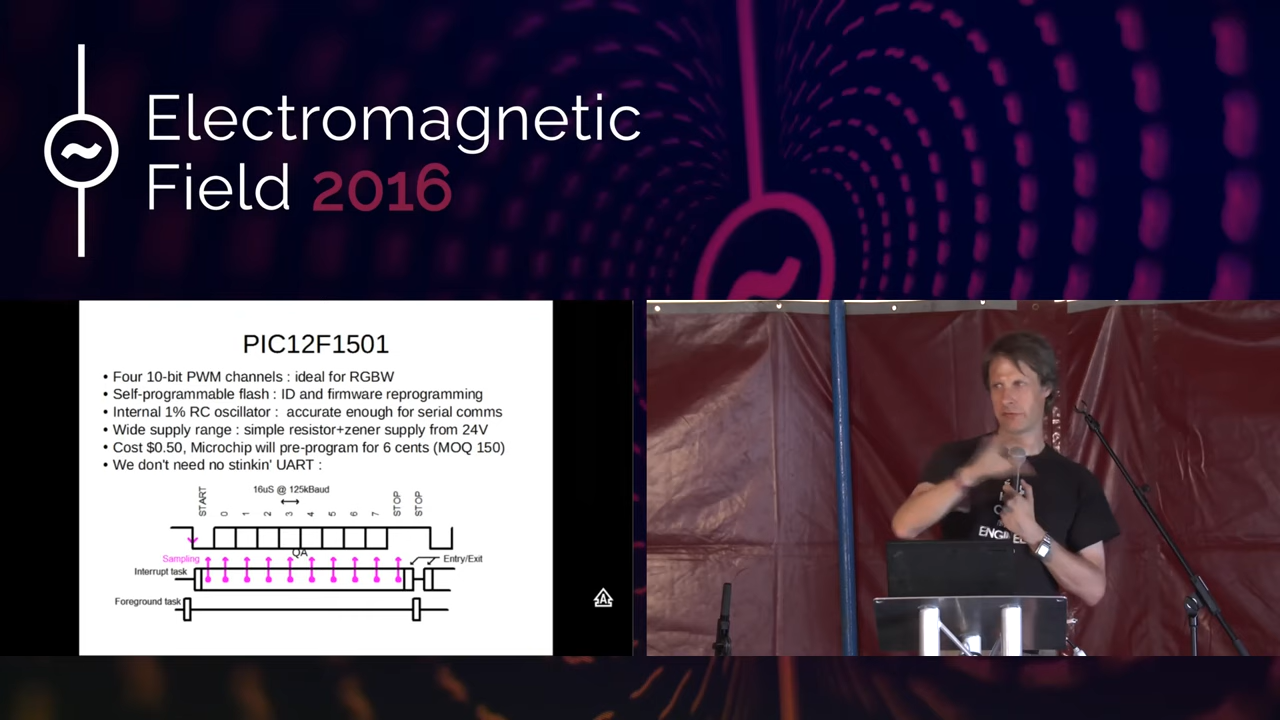 Electromagnetic
Field 2016
PIC12F1501
• Four 10-bit PWM channels : ideal for RGBW
• Self-programmable flash : ID and firmware reprogramming
• Internal 1% RC oscillator : accurate enough for serial comms
• Wide supply range : simple resistor+zener supply from 24V
• Cost $0.50, Microchip will pre-program for 6 cents (MOQ 150)
• We don't need no stinkin' UART :
START
16uS @ 125kBaud
0 1 2 3 4 5 6 7
STOP
STOP
QA
Sampling
Entry/Exit
Interrupt task
Foreground task
A